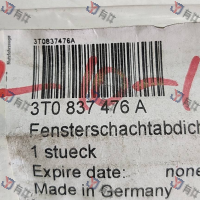 3T0837476A
3T0 837 476 A
Fensterschachtabdich
1 stueck
Expire date: none
Made in Germany